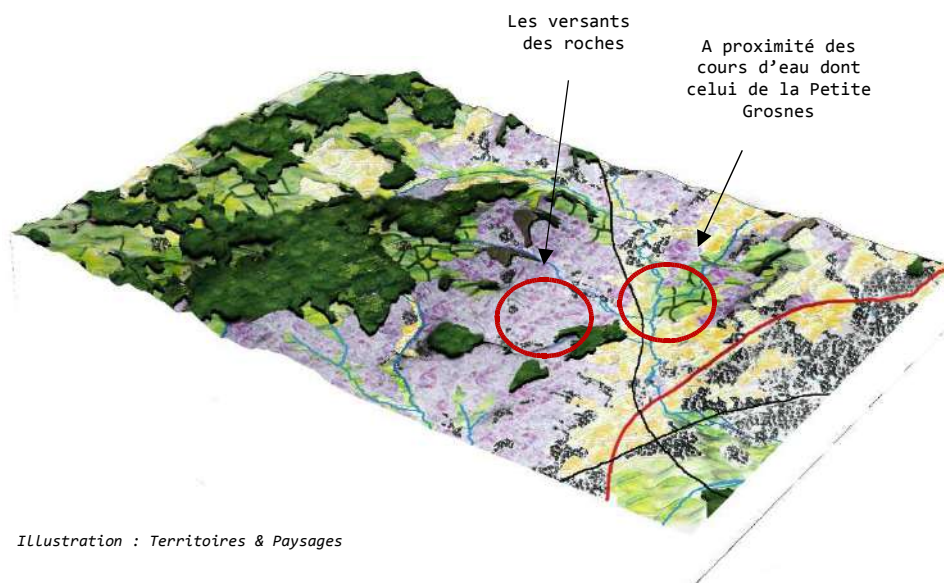 Les versants
des roches
A proximité des
cours d’eau dont
celui de la Petite
Grosnes
Illustration : Territoires & Paysages